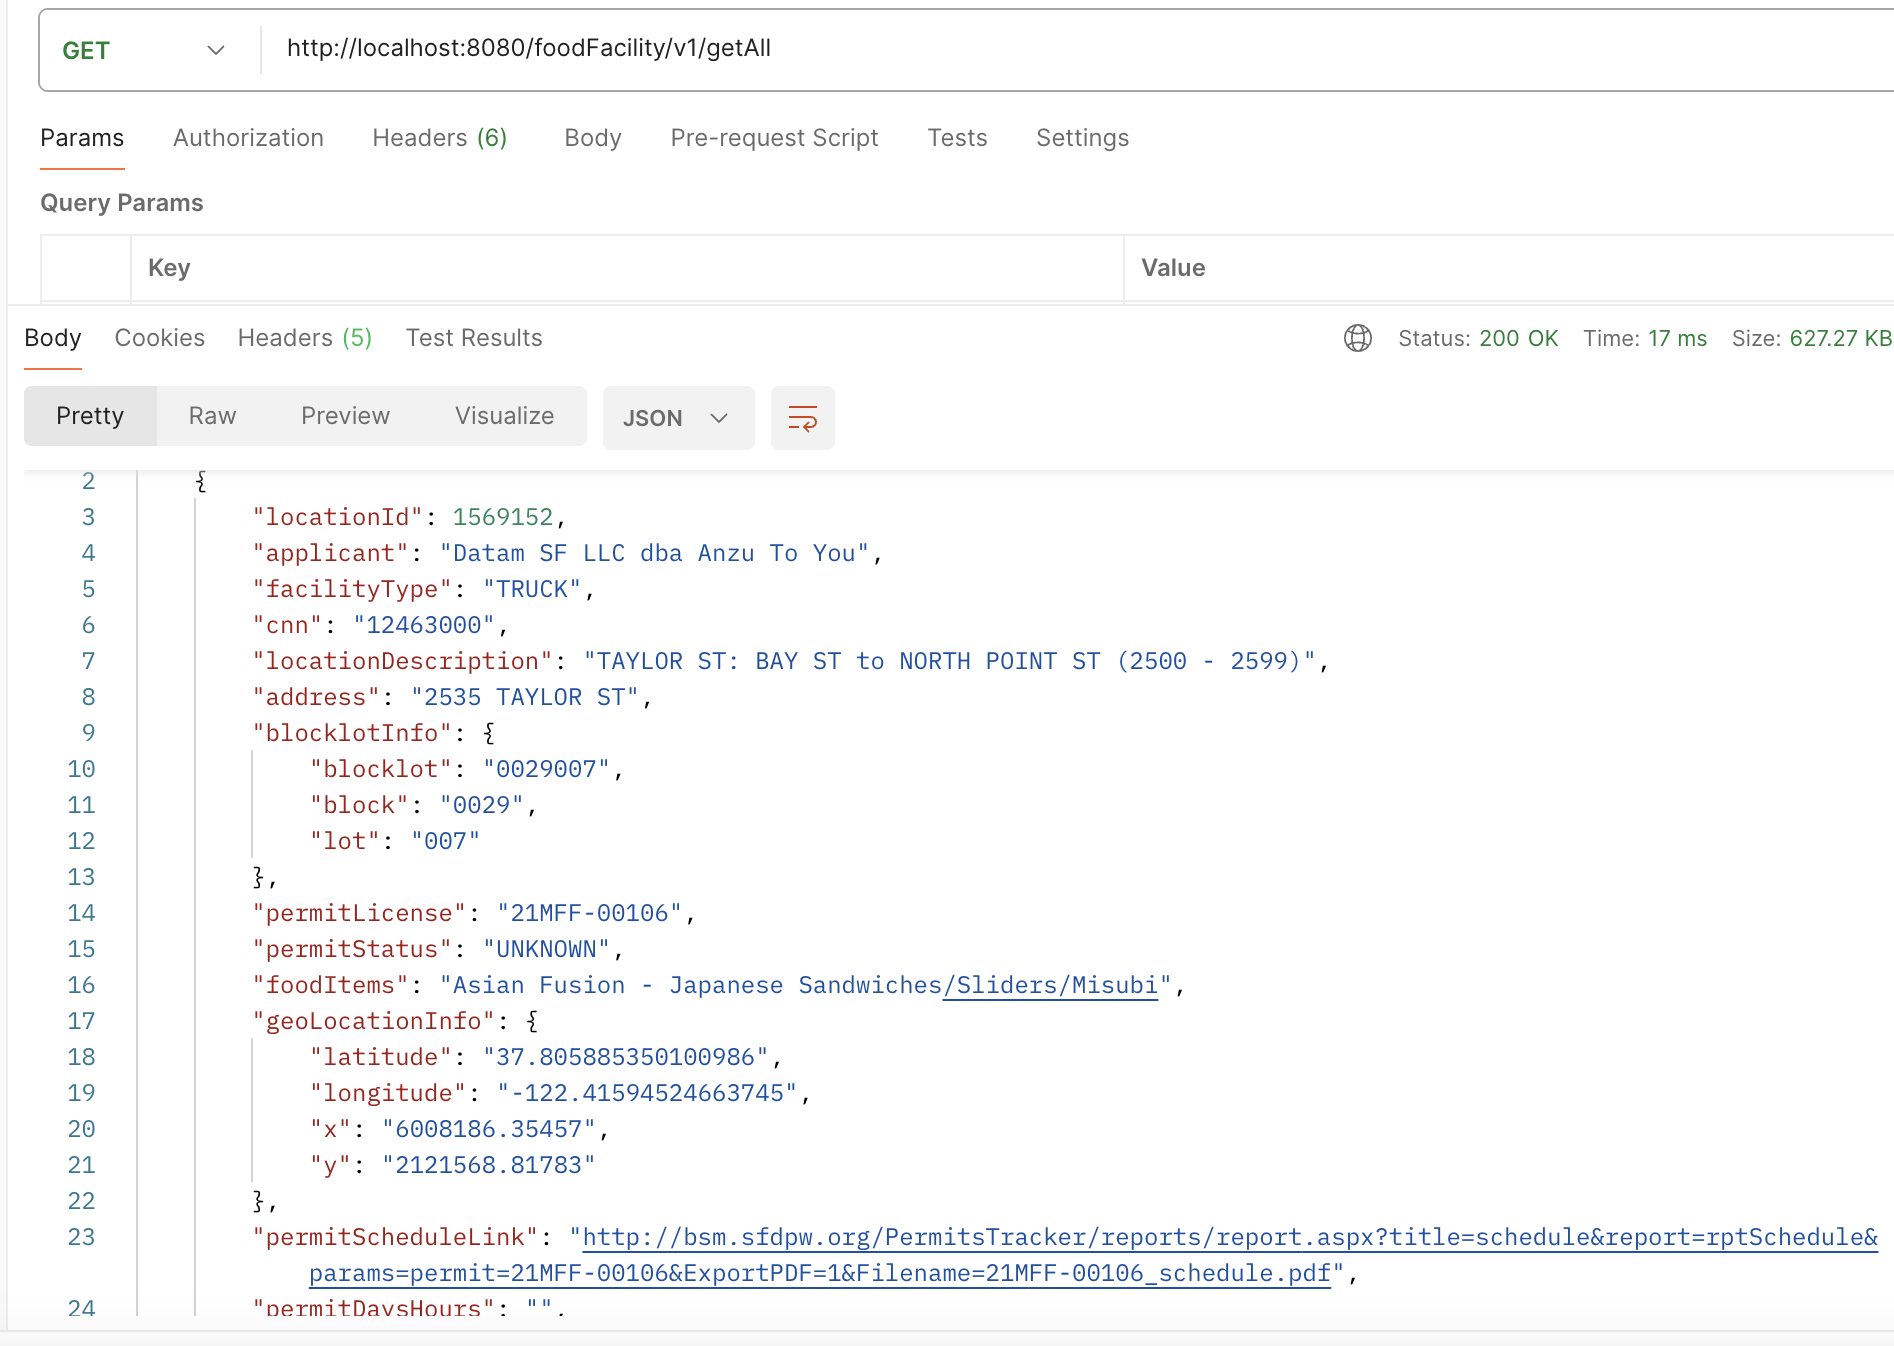 GET http://localhost:8080/foodFacility/v1/getAll
Params Authorization Headers (6) Body Pre-request Script Tests Settings
Query Params
Key Value
Body Cookies Headers (5) Test Results Status: 200 OK Time: 17 ms Size: 627.27 KB
Pretty Raw Preview Visualize JSON
2 {
3 "locationId": 1569152,
4 "applicant": "Datam SF LLC dba Anzu To You",
5 "facilityType": "TRUCK",
6 "cnn": "12463000",
7 "locationDescription": "TAYLOR ST: BAY ST to NORTH POINT ST (2500 - 2599)",
8 "address": "2535 TAYLOR ST",
9 "blocklotInfo": {
10 "blocklot": "0029007",
11 "block": "0029",
12 "lot": "007"
13 },
14 "permitLicense": "21MFF-00106",
15 "permitStatus": "UNKNOWN",
16 "foodItems": "Asian Fusion - Japanese Sandwiches/Sliders/Misubi",
17 "geoLocationInfo": {
18 "latitude": "37.805885350100986",
19 "longitude": "-122.41594524663745",
20 "x": "6008186.35457",
21 "y": "2121568.81783"
22 },
23 "permitScheduleLink": "http://bsm.sfdpw.org/PermitsTracker/reports/report.aspx?title=schedule&report=rptSchedule&
params=permit=21MFF-00106&ExportPDF=1&Filename=21MFF-00106_schedule.pdf",
24 "permitDaysHours": "",